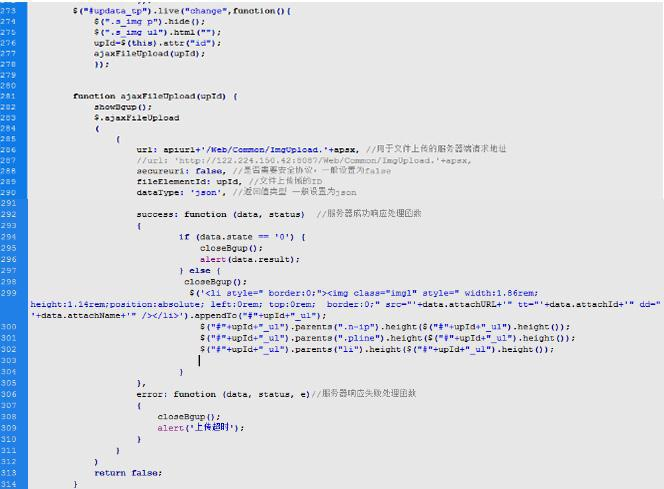 273 $("#updata_tp").live("change",function(){
274 $(".s_img p").hide();
275 $(".s_img ul").html("");
276 upId=$(this).attr("id");
277 ajaxFileUpload(upId);
278 });
279
280
281 function ajaxFileUpload(upId) {
282 showBgup();
283 $.ajaxFileUpload
284 (
285 {
286 url: apiurl+'/Web/Common/ImgUpload.'+apsx, //用于文件上传的服务器端请求地址
287 //url: 'http://122.224.150.42:8087/Web/Common/ImgUpload.'+apsx,
288 secureuri: false, //是否需要安全协议,一般设置为false
289 fileElementId: upId, //文件上传域的ID
290 dataType: 'json', //返回值类型 一般设置为json
291
292 success: function (data, status) //服务器成功响应处理函数
293 {
294 if (data.state == '0') {
295 closeBgup();
296 alert(data.result);
297 } else {
298 closeBgup();
299 $('<li style=" border:0;"><img class="img1" style=" width:1.86rem;
height:1.14rem;position:absolute; left:0rem; top:0rem; border:0;" src="'+data.attachURL+'" tt="'+data.attachId+'" dd="
'+data.attachName+'" /></li>').appendTo("#"+upId+"_ul");
300 $("#"+upId+"_ul").parents(".n-ip").height($("#"+upId+"_ul").height());
301 $("#"+upId+"_ul").parents(".pline").height($("#"+upId+"_ul").height());
302 $("#"+upId+"_ul").parents("li").height($("#"+upId+"_ul").height());
303
304 }
305 },
306 error: function (data, status, e)//服务器响应失败处理函数
307 {
308 closeBgup();
309 alert('上传超时');
310 }
311 }
312 )
313 return false;
314 }